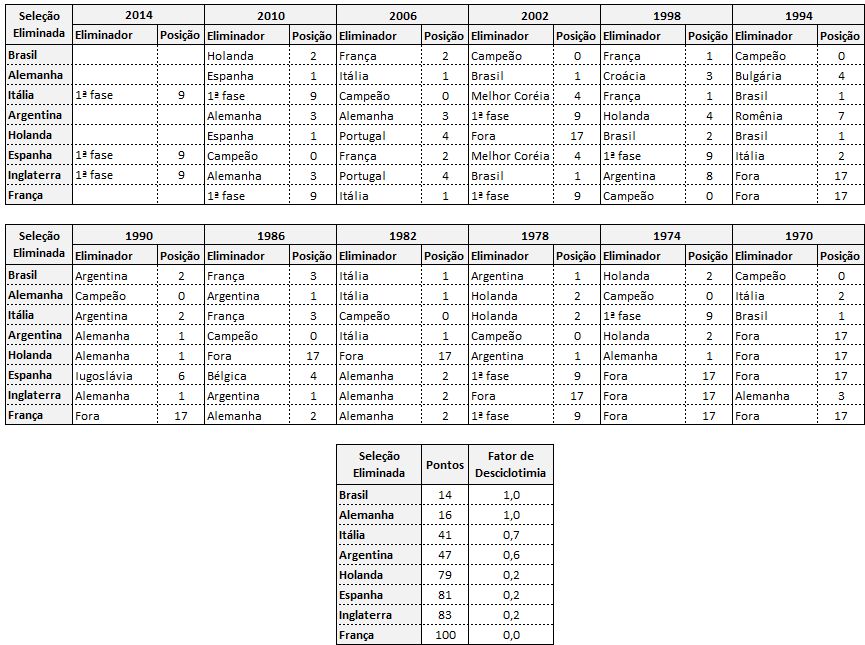 Seleção Eliminada 2014 2010 2006 2002 1998 1994
Eliminador Posição Eliminador Posição Eliminador Posição Eliminador Posição Eliminador Posição Eliminador Posição
Brasil Holanda 2 França 2 Campeão 0 França 1 Campeão 0
Alemanha Espanha 1 Itália 1 Brasil 1 Croácia 3 Bulgária 4
Itália 1ª fase 9 1ª fase 9 Campeão 0 Melhor Coréia 4 França 1 Brasil 1
Argentina Alemanha 3 Alemanha 3 1ª fase 9 Holanda 4 Romênia 7
Holanda Espanha 1 Portugal 4 Fora 17 Brasil 2 Brasil 1
Espanha 1ª fase 9 Campeão 0 França 2 Melhor Coréia 4 1ª fase 9 Itália 2
Inglaterra 1ª fase 9 Alemanha 3 Portugal 4 Brasil 1 Argentina 8 Fora 17
França 1ª fase 9 Itália 1 1ª fase 9 Campeão 0 Fora 17
Seleção Eliminada 1990 1986 1982 1978 1974 1970
Eliminador Posição Eliminador Posição Eliminador Posição Eliminador Posição Eliminador Posição Eliminador Posição
Brasil Argentina 2 França 3 Itália 1 Argentina 1 Holanda 2 Campeão 0
Alemanha Campeão 0 Argentina 1 Itália 1 Holanda 2 Campeão 0 Itália 2
Itália Argentina 2 França 3 Campeão 0 Holanda 2 1ª fase 9 Brasil 1
Argentina Alemanha 1 Campeão 0 Itália 1 Campeão 0 Holanda 2 Fora 17
Holanda Alemanha 1 Fora 17 Fora 17 Argentina 1 Alemanha 1 Fora 17
Espanha Iugoslávia 6 Bélgica 4 Alemanha 2 1ª fase 9 Fora 17 Fora 17
Inglaterra Alemanha 1 Argentina 1 Alemanha 2 Fora 17 Fora 17 Alemanha 3
França Fora 17 Alemanha 2 Alemanha 2 1ª fase 9 Fora 17 Fora 17
Seleção Eliminada Pontos Fator de Desciclotimia
Brasil 14 1,0
Alemanha 16 1,0
Itália 41 0,7
Argentina 47 0,6
Holanda 79 0,2
Espanha 81 0,2
Inglaterra 83 0,2
França 100 0,0